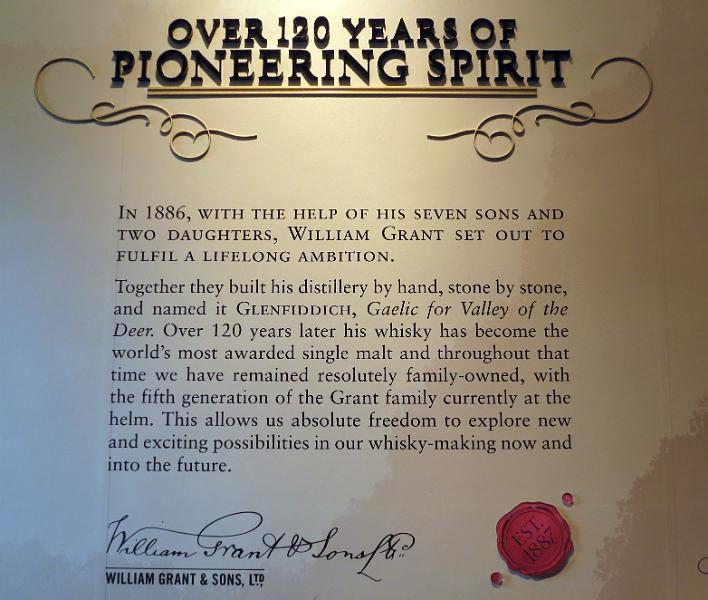 OVER 120 YEARS OF
PIONEERING SPIRIT
IN 1886, WITH THE HELP OF HIS SEVEN SONS AND
TWO DAUGHTERS, WILLIAM GRANT SET OUT TO
FULFIL A LIFELONG AMBITION.
Together they built his distillery by hand, stone by stone,
and named it GLENFIDDICH, Gaelic for Valley of the
Deer. Over 120 years later his whisky has become the
world's most awarded single malt and throughout that
time we have remained resolutely family-owned, with
the fifth generation of the Grant family currently at the
helm. This allows us absolute freedom to explore new
and exciting possibilities in our whisky-making now and
into the future.
William Grant & Sons Ltd.
WILLIAM GRANT & SONS, LTD
EST.
1887